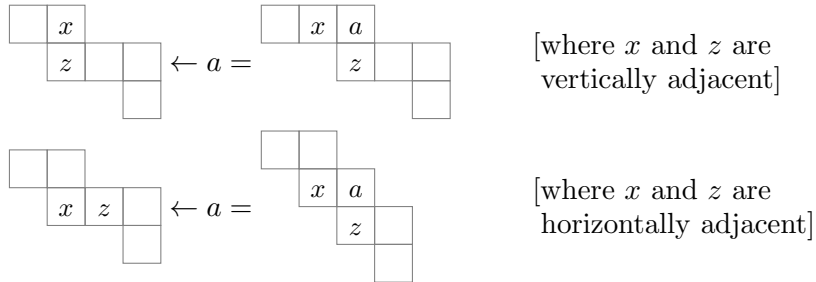 x x a
z ← a = z [where x and z are
vertically adjacent]
x z ← a = x a [where x and z are
z horizontally adjacent]